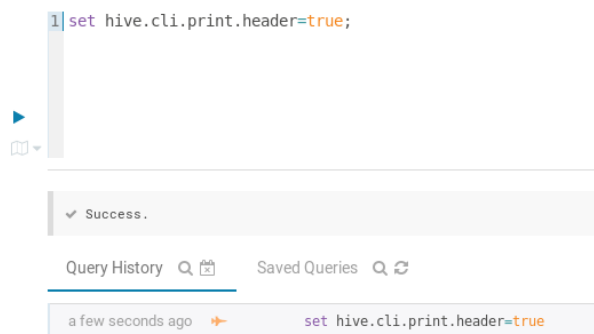 1 set hive.cli.print.header=true;
Success.
Query History Saved Queries
a few seconds ago set hive.cli.print.header=true